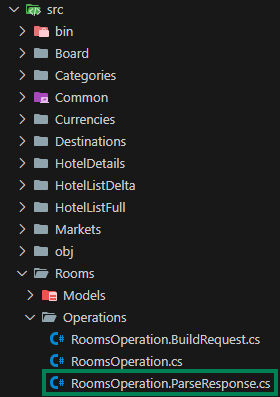 src
bin
Board
Categories
Common
Currencies
Destinations
HotelDetails
HotelListDelta
HotelListFull
Markets
obj
Rooms
Models
Operations
C# RoomsOperation.BuildRequest.cs
C# RoomsOperation.cs
C# RoomsOperation.ParseResponse.cs